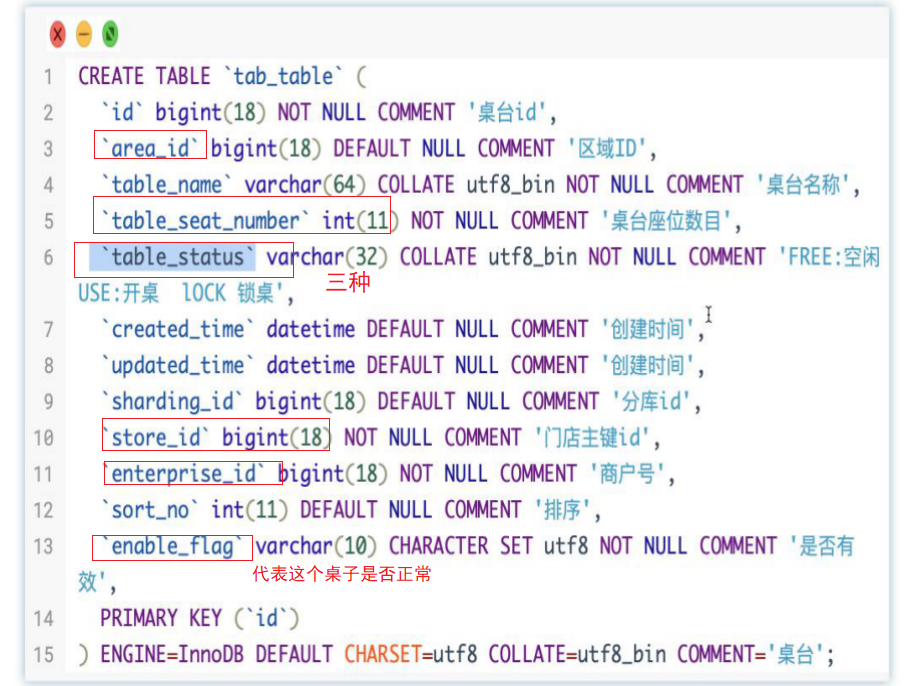 1 CREATE TABLE `tab_table` (
2 `id` bigint(18) NOT NULL COMMENT '桌台id',
3 `area_id` bigint(18) DEFAULT NULL COMMENT '区域ID',
4 `table_name` varchar(64) COLLATE utf8_bin NOT NULL COMMENT '桌台名称',
5 `table_seat_number` int(11) NOT NULL COMMENT '桌台座位数目',
6 `table_status` varchar(32) COLLATE utf8_bin NOT NULL COMMENT 'FREE:空闲
USE:开桌 lOCK 锁桌',
三种
7 `created_time` datetime DEFAULT NULL COMMENT '创建时间',
8 `updated_time` datetime DEFAULT NULL COMMENT '创建时间',
9 `sharding_id` bigint(18) DEFAULT NULL COMMENT '分库id',
10 `store_id` bigint(18) NOT NULL COMMENT '门店主键id',
11 `enterprise_id` bigint(18) NOT NULL COMMENT '商户号',
12 `sort_no` int(11) DEFAULT NULL COMMENT '排序',
13 `enable_flag` varchar(10) CHARACTER SET utf8 NOT NULL COMMENT '是否有
效',
代表这个桌子是否正常
14 PRIMARY KEY (`id`)
15 ) ENGINE=InnoDB DEFAULT CHARSET=utf8 COLLATE=utf8_bin COMMENT='桌台';